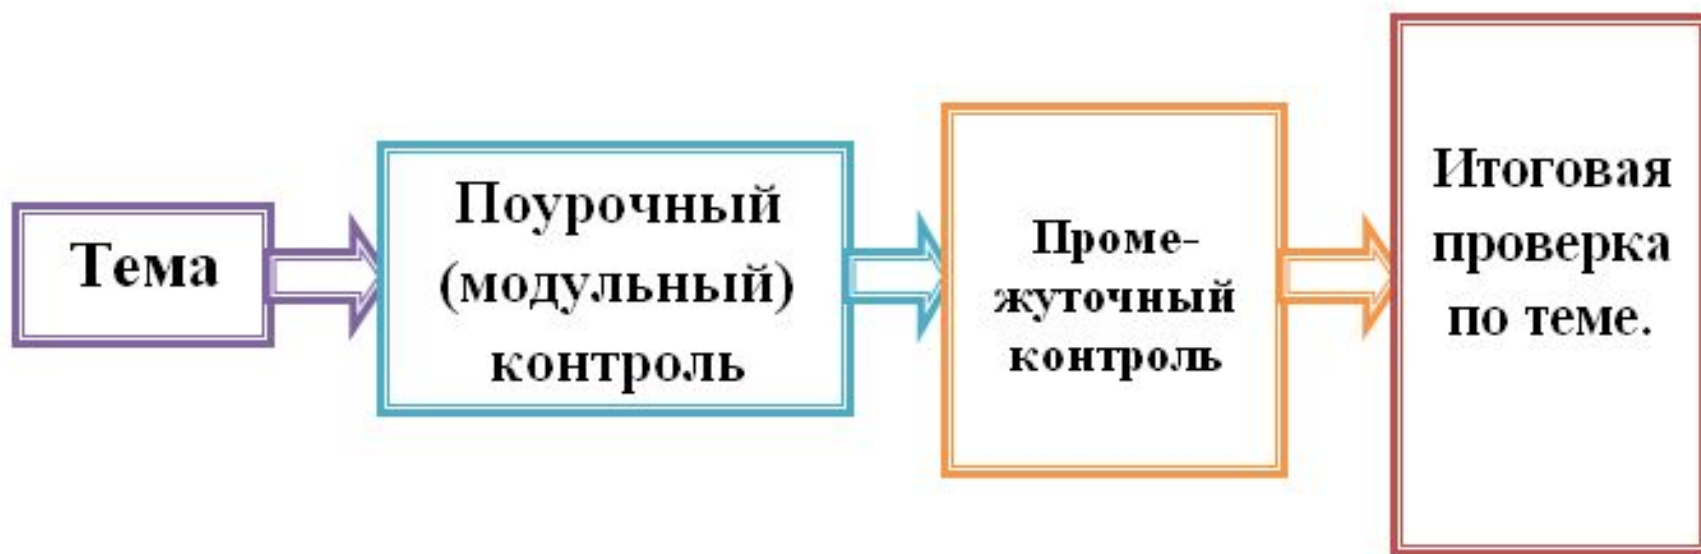 Тема
Поурочный
(модульный)
контроль
Проме-
жуточный
контроль
Итоговая
проверка
по теме.